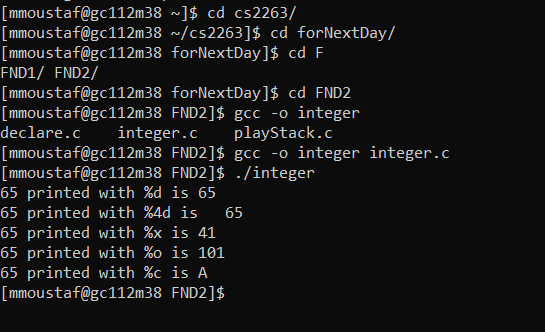 [mmoustaf@gc112m38 ~]$ cd cs2263/
[mmoustaf@gc112m38 ~/cs2263]$ cd forNextDay/
[mmoustaf@gc112m38 forNextDay]$ cd F
FND1/ FND2/
[mmoustaf@gc112m38 forNextDay]$ cd FND2
[mmoustaf@gc112m38 FND2]$ gcc -o integer
declare.c    integer.c    playStack.c
[mmoustaf@gc112m38 FND2]$ gcc -o integer integer.c
[mmoustaf@gc112m38 FND2]$ ./integer
65 printed with %d is 65
65 printed with %4d is   65
65 printed with %x is 41
65 printed with %o is 101
65 printed with %c is A
[mmoustaf@gc112m38 FND2]$